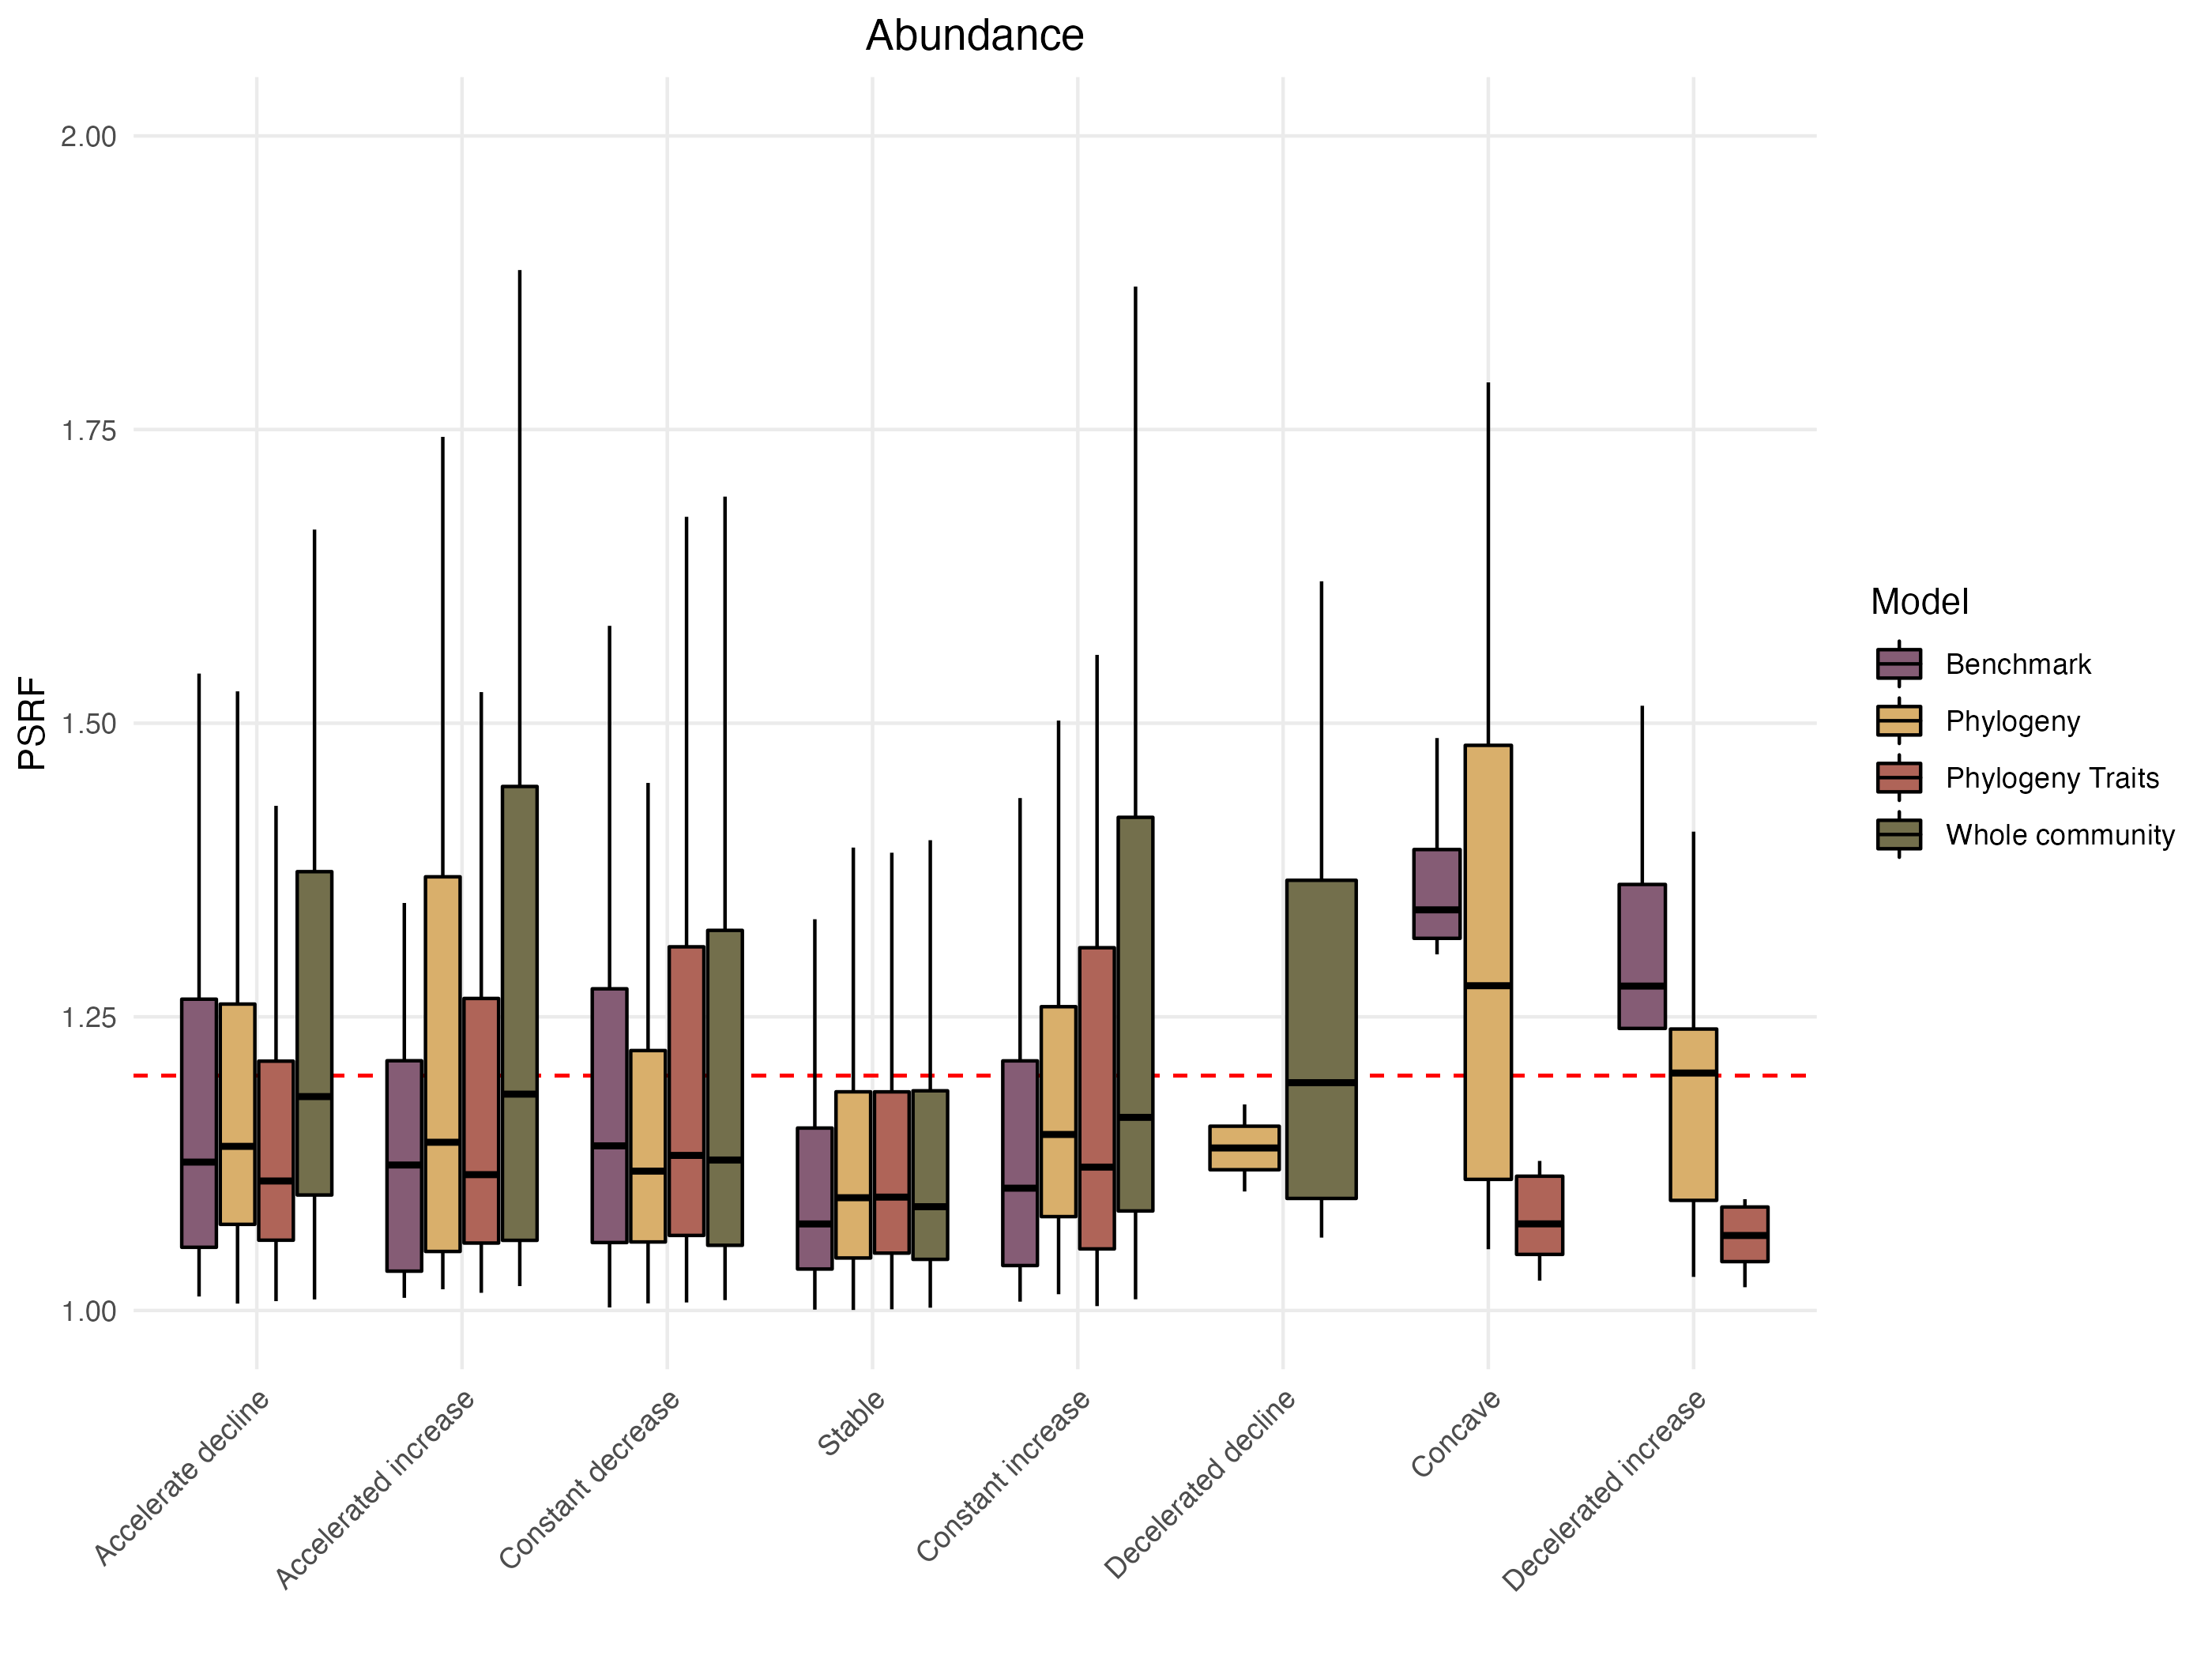 Abundance
2.00
1.75
1.50
1.25
1.00
PSRF
Accelerate decline
Accelerated increase
Constant decrease
Stable
Constant increase
Decelerated decline
Concave
Decelerated increase
Model
Benchmark
Phylogeny
Phylogeny Traits
Whole community